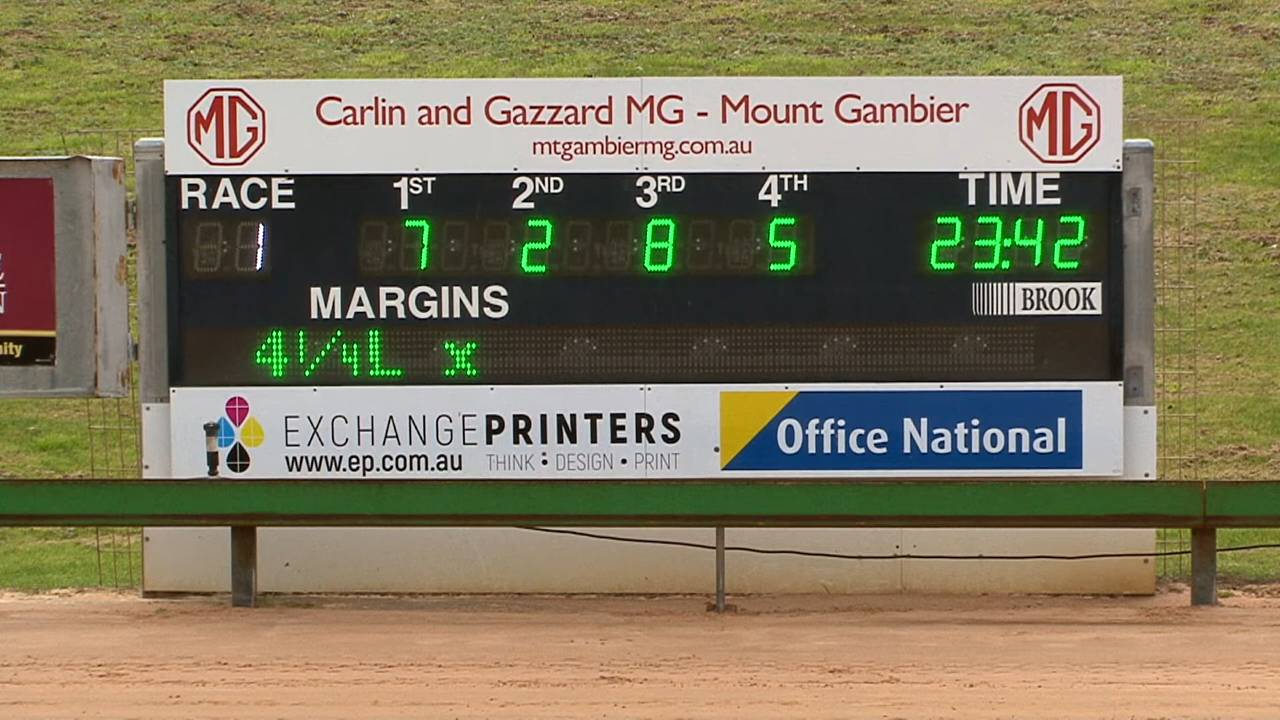 MG Carlin and Gazzard MG - Mount Gambier MG
mtgambiermg.com.au
RACE 1ST 2ND 3RD 4TH TIME
1 7 2 8 5 23:42
MARGINS BROOK
4 1/4L x
EXCHANGEPRINTERS
www.ep.com.au THINK • DESIGN • PRINT
Office National
N
ity